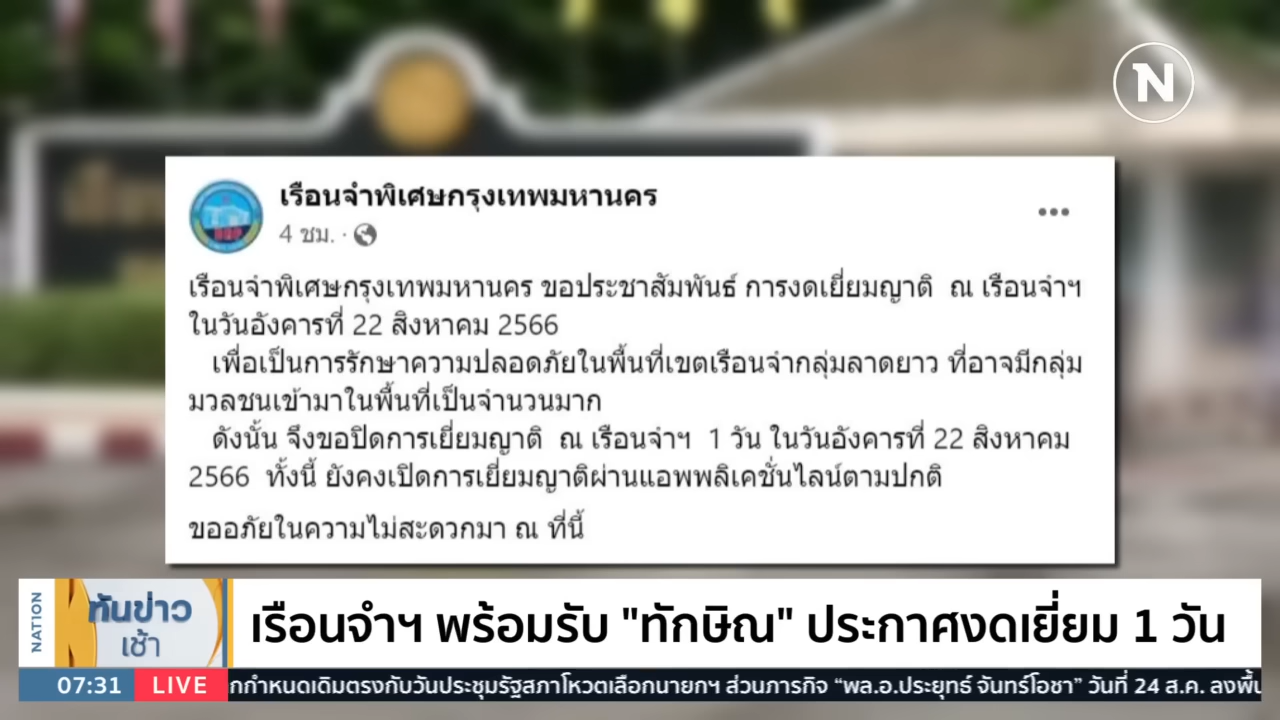 N
เรือนจำพิเศษกรุงเทพมหานคร
4 ชม. ·
เรือนจำพิเศษกรุงเทพมหานคร ขอประชาสัมพันธ์ การงดเยี่ยมญาติ ณ เรือนจำฯ
ในวันอังคารที่ 22 สิงหาคม 2566
เพื่อเป็นการรักษาความปลอดภัยในพื้นที่เขตเรือนจำกลุ่มลาดยาว ที่อาจมีกลุ่ม
มวลชนเข้ามาในพื้นที่เป็นจำนวนมาก
ดังนั้น จึงขอปิดการเยี่ยมญาติ ณ เรือนจำฯ 1 วัน ในวันอังคารที่ 22 สิงหาคม
2566 ทั้งนี้ ยังคงเปิดการเยี่ยมญาติผ่านแอพพลิเคชั่นไลน์ตามปกติ
ขออภัยในความไม่สะดวกมา ณ ที่นี้
NATION
ทันข่าว
เช้า
เรือนจำฯ พร้อมรับ "ทักษิณ" ประกาศงดเยี่ยม 1 วัน
07:31 LIVE
กกำหนดเดิมตรงกับวันประชุมรัฐสภาโหวตเลือกนายกฯ ส่วนภารกิจ “พล.อ.ประยุทธ์ จันทร์โอชา” วันที่ 24 ส.ค. ลงพื้น